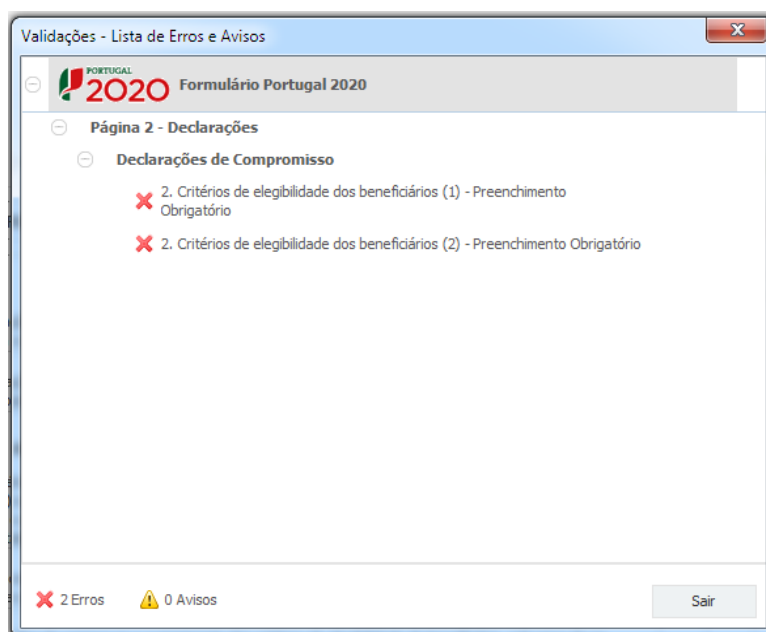 Validações - Lista de Erros e Avisos
PORTUGAL
2020
Formulário Portugal 2020
Página 2 - Declarações
Declarações de Compromisso
2. Critérios de elegibilidade dos beneficiários (1) - Preenchimento
Obrigatório
2. Critérios de elegibilidade dos beneficiários (2) - Preenchimento Obrigatório
2 Erros
0 Avisos
Sair